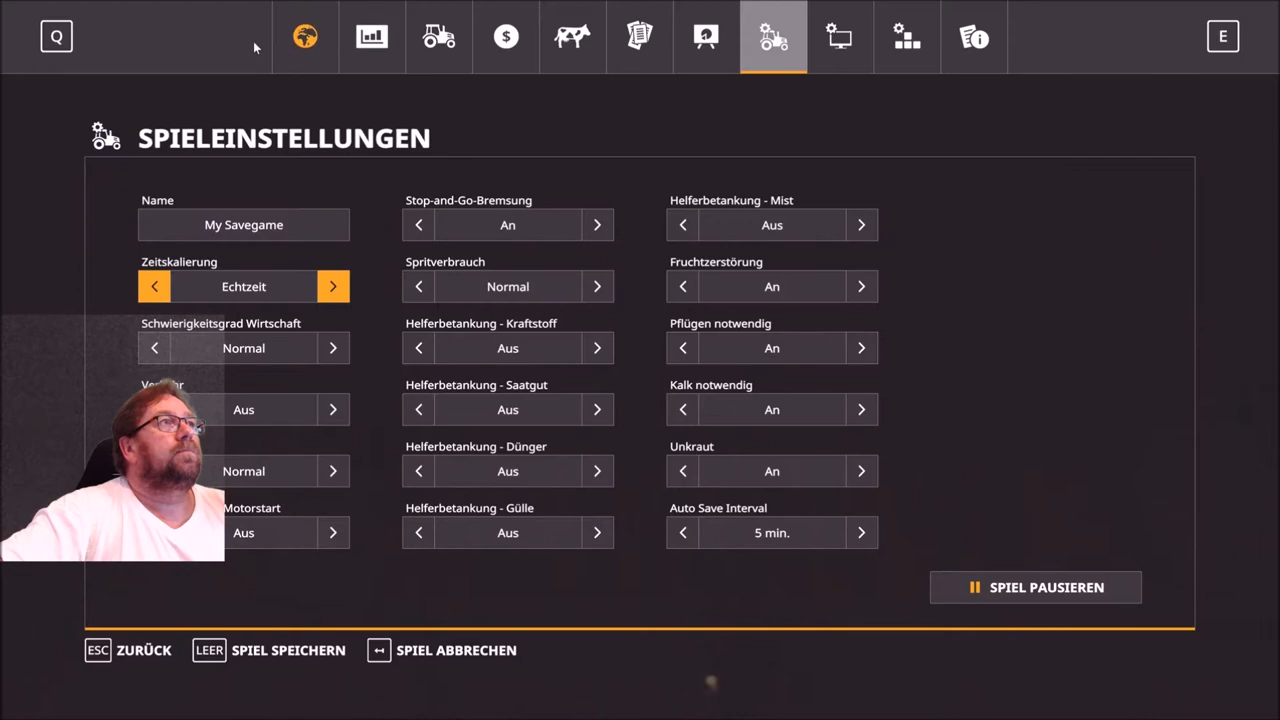 Q
E
SPIELEINSTELLUNGEN
Name
My Savegame
Zeitskalierung
Echtzeit
Schwierigkeitsgrad Wirtschaft
Normal
Aus
Normal
Motorstart
Aus
Stop-and-Go-Bremsung
An
Spritverbrauch
Normal
Helferbetankung - Kraftstoff
Aus
Helferbetankung - Saatgut
Aus
Helferbetankung - Dünger
Aus
Helferbetankung - Gülle
Aus
Helferbetankung - Mist
Aus
Fruchtzerstörung
An
Pflügen notwendig
An
Kalk notwendig
An
Unkraut
An
Auto Save Interval
5 min.
SPIEL PAUSIEREN
ESC ZURÜCK LEER SPIEL SPEICHERN SPIEL ABBRECHEN